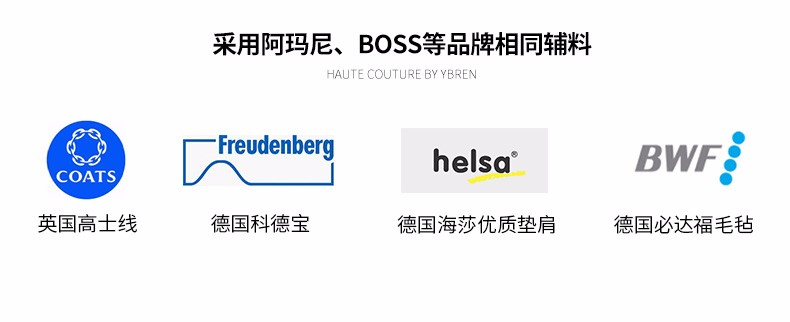 采用阿玛尼、BOSS等品牌相同辅料
HAUTE COUTURE BY YBREN
COATS
Freudenberg
helsa®
BWF
英国高士线
德国科德宝
德国海莎优质垫肩
德国必达福毛毡